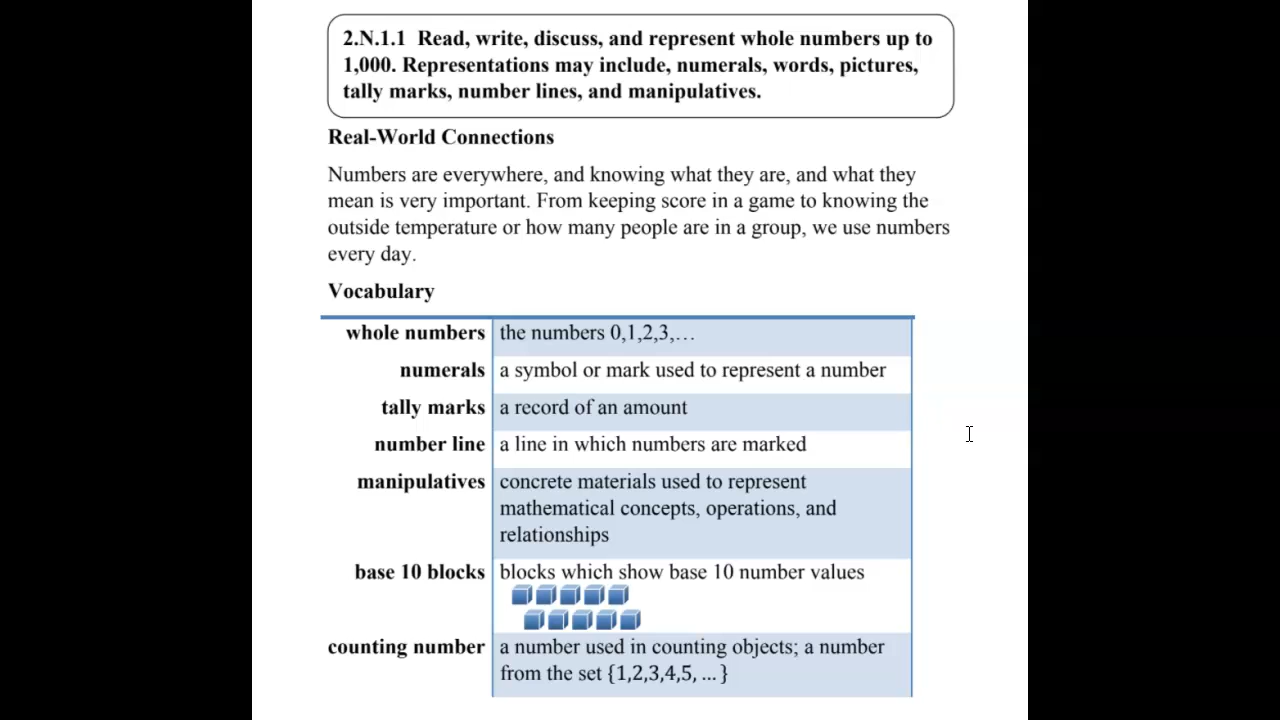 2.N.1.1 Read, write, discuss, and represent whole numbers up to
1,000. Representations may include, numerals, words, pictures,
tally marks, number lines, and manipulatives.
Real-World Connections
Numbers are everywhere, and knowing what they are, and what they
mean is very important. From keeping score in a game to knowing the
outside temperature or how many people are in a group, we use numbers
every day.
Vocabulary
whole numbers the numbers 0,1,2,3,…
numerals a symbol or mark used to represent a number
tally marks a record of an amount
number line a line in which numbers are marked
manipulatives concrete materials used to represent
mathematical concepts, operations, and
relationships
base 10 blocks blocks which show base 10 number values
counting number a number used in counting objects; a number
from the set {1,2,3,4,5, … }